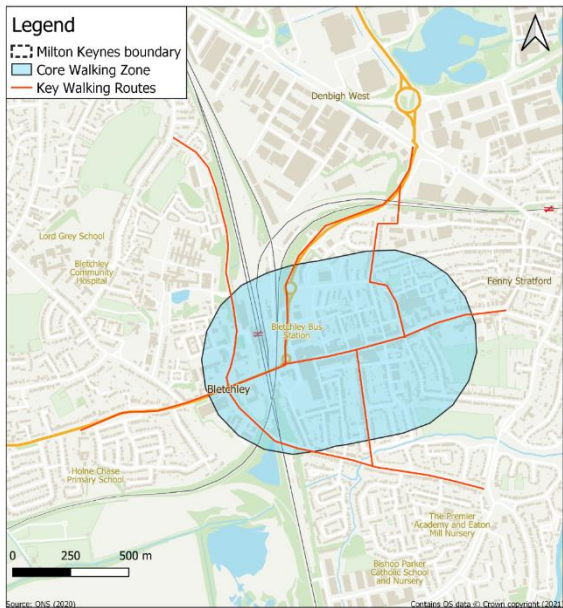 Legend
Milton Keynes boundary
Core Walking Zone
Key Walking Routes
Denbigh West
Lord Grey School
Bletchley
Community
Hospital
Fenny Stratford
Bletchley Bus
Station
Bletchley
Holne Chase
Primary School
The Premier
Academy and Eaton
Mill Nursery
Bishop Parker
Catholic School
and Nursery
0 250 500 m
Source: ONS (2020)
Contains OS data © Crown copyright (2021)